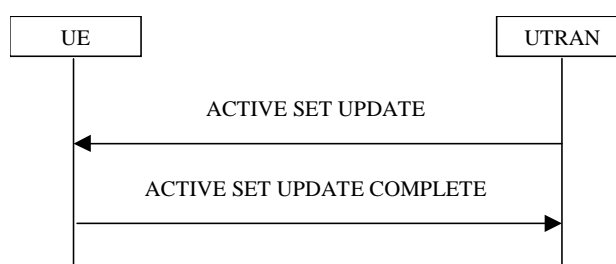 UE
UTRAN
ACTIVE SET UPDATE
ACTIVE SET UPDATE COMPLETE